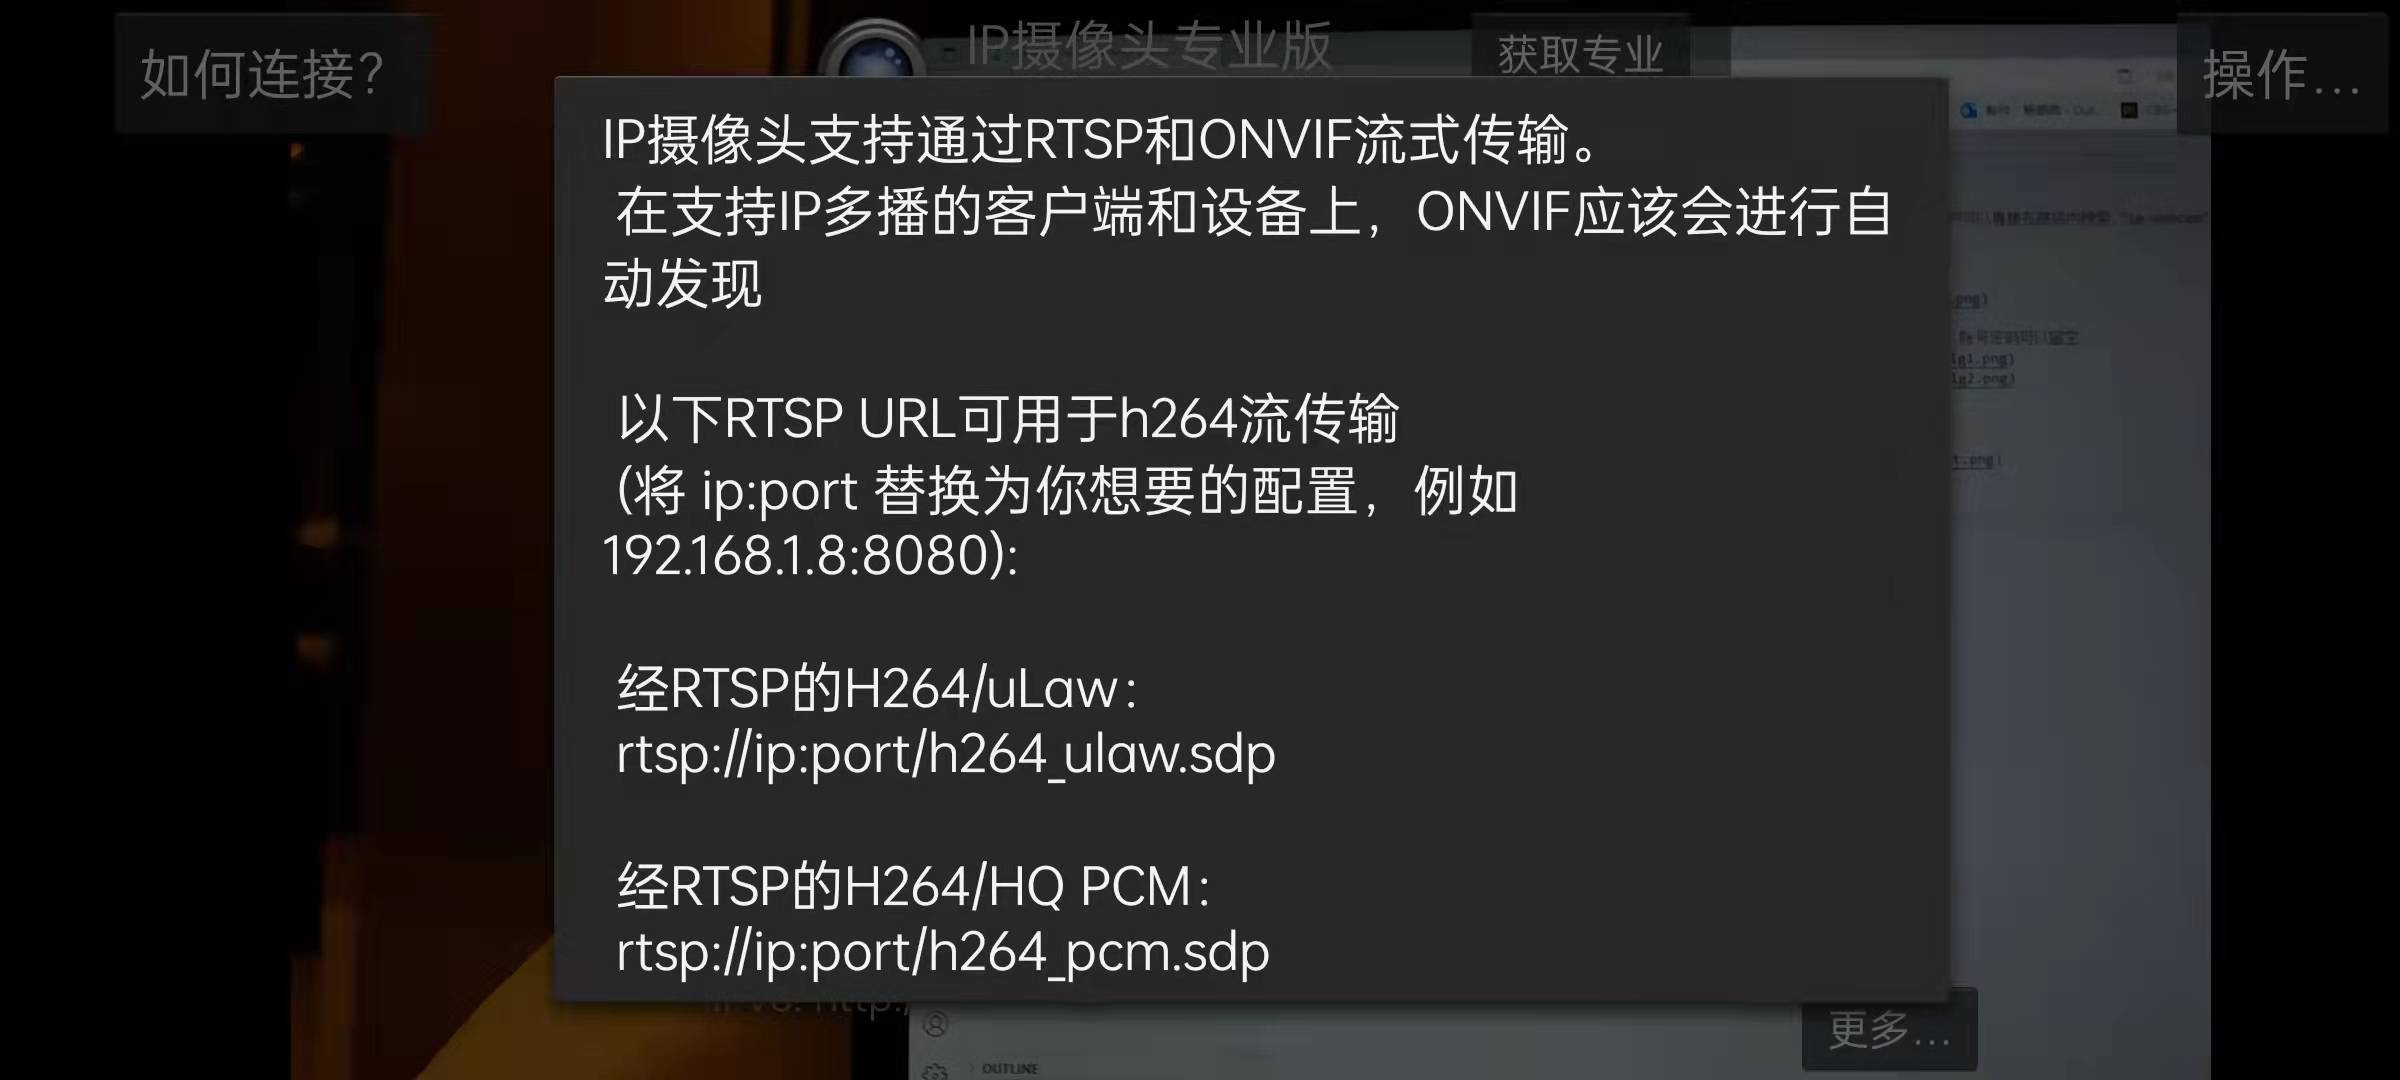 如何连接？
IP摄像头专业版
获取专业
操作...
IP摄像头支持通过RTSP和ONVIF流式传输。
在支持IP多播的客户端和设备上，ONVIF应该会进行自
动发现
以下RTSP URL可用于h264流传输
(将 ip:port 替换为你想要的配置，例如
192.168.1.8:8080):
经RTSP的H264/uLaw：
rtsp://ip:port/h264_ulaw.sdp
经RTSP的H264/HQ PCM：
rtsp://ip:port/h264_pcm.sdp
更多...
OUTLINE